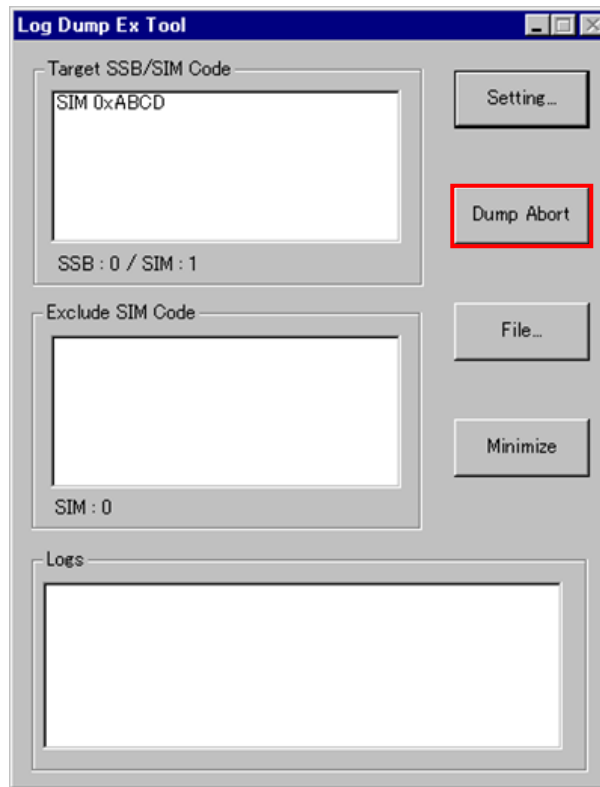 Log Dump Ex Tool
Target SSB/SIM Code
SIM 0xABCD
SSB : 0 / SIM : 1
Setting...
Dump Abort
Exclude SIM Code
SIM : 0
File...
Minimize
Logs